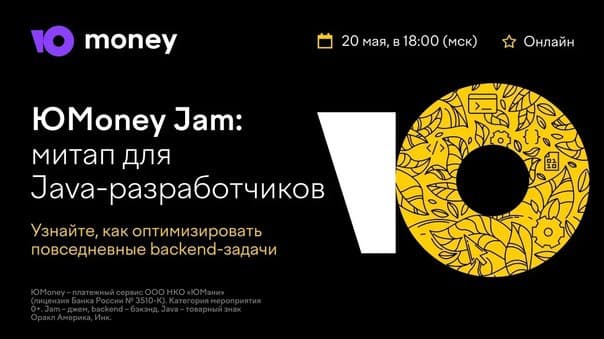 money
20 мая, в 18:00 (мск)
Онлайн
ЮMoney Jam:
митап для
Java-разработчиков
Узнайте, как оптимизировать
повседневные backend-задачи
ЮMoney – платежный сервис ООО НКО «ЮМани»
(лицензия Банка России № 3510-К). Категория мероприятия
0+. Jam – джем, backend – бэкэнд. Java – товарный знак
Оракл Америка, Инк.